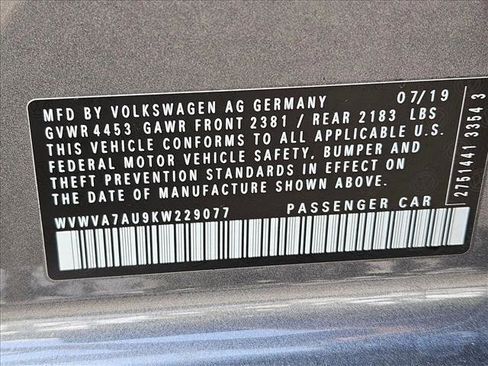 MFD BY VOLKSWAGEN AG GERMANY 07/19
GVWR 4453 GAWR FRONT 2381 / REAR 2183 LBS
THIS VEHICLE CONFORMS TO ALL APPLICABLE U.S.
FEDERAL MOTOR VEHICLE SAFETY, BUMPER AND
THEFT PREVENTION STANDARDS IN EFFECT ON
THE DATE OF MANUFACTURE SHOWN ABOVE.
WVWVA7AU9KW229077 PASSENGER CAR
2751441 3354 3